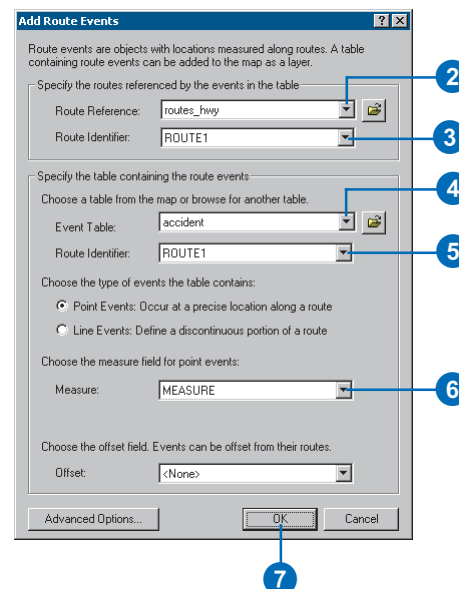 Add Route Events
Route events are objects with locations measured along routes. A table
containing route events can be added to the map as a layer.
Specify the routes referenced by the events in the table
2
Route Reference: routes_hwy
Route Identifier: ROUTE1
3
Specify the table containing the route events
4
Choose a table from the map or browse for another table.
Event Table: accident
Route Identifier: ROUTE1
5
Choose the type of events the table contains:
Point Events: Occur at a precise location along a route
Line Events: Define a discontinuous portion of a route
Choose the measure field for point events:
Measure: MEASURE
6
Choose the offset field. Events can be offset from their routes.
Offset: <None>
Advanced Options... OK Cancel
7